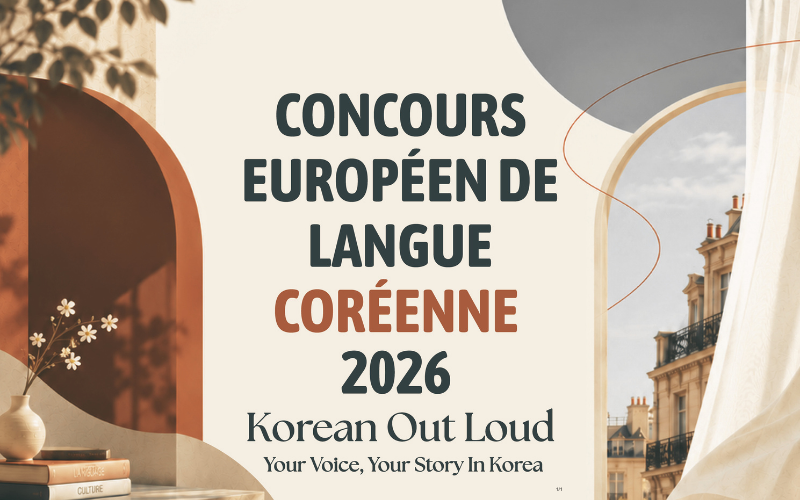 CONCOURS
EUROPÉEN DE
LANGUE
CORÉENNE
2026
Korean Out Loud
Your Voice, Your Story In Korea
CULTURE